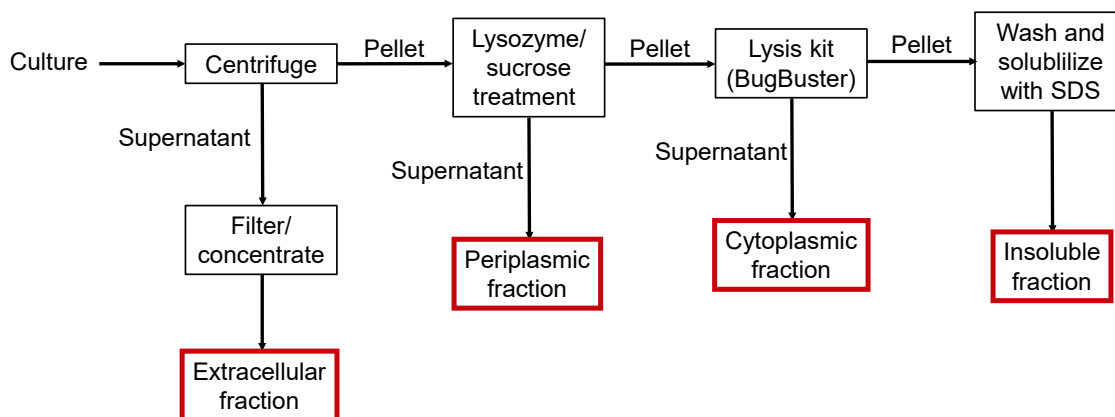 Culture
Centrifuge
Pellet
Lysozyme/
sucrose
treatment
Pellet
Lysis kit
(BugBuster)
Pellet
Wash and
solublilize
with SDS
Supernatant
Supernatant
Supernatant
Filter/
concentrate
Periplasmic
fraction
Cytoplasmic
fraction
Insoluble
fraction
Extracellular
fraction